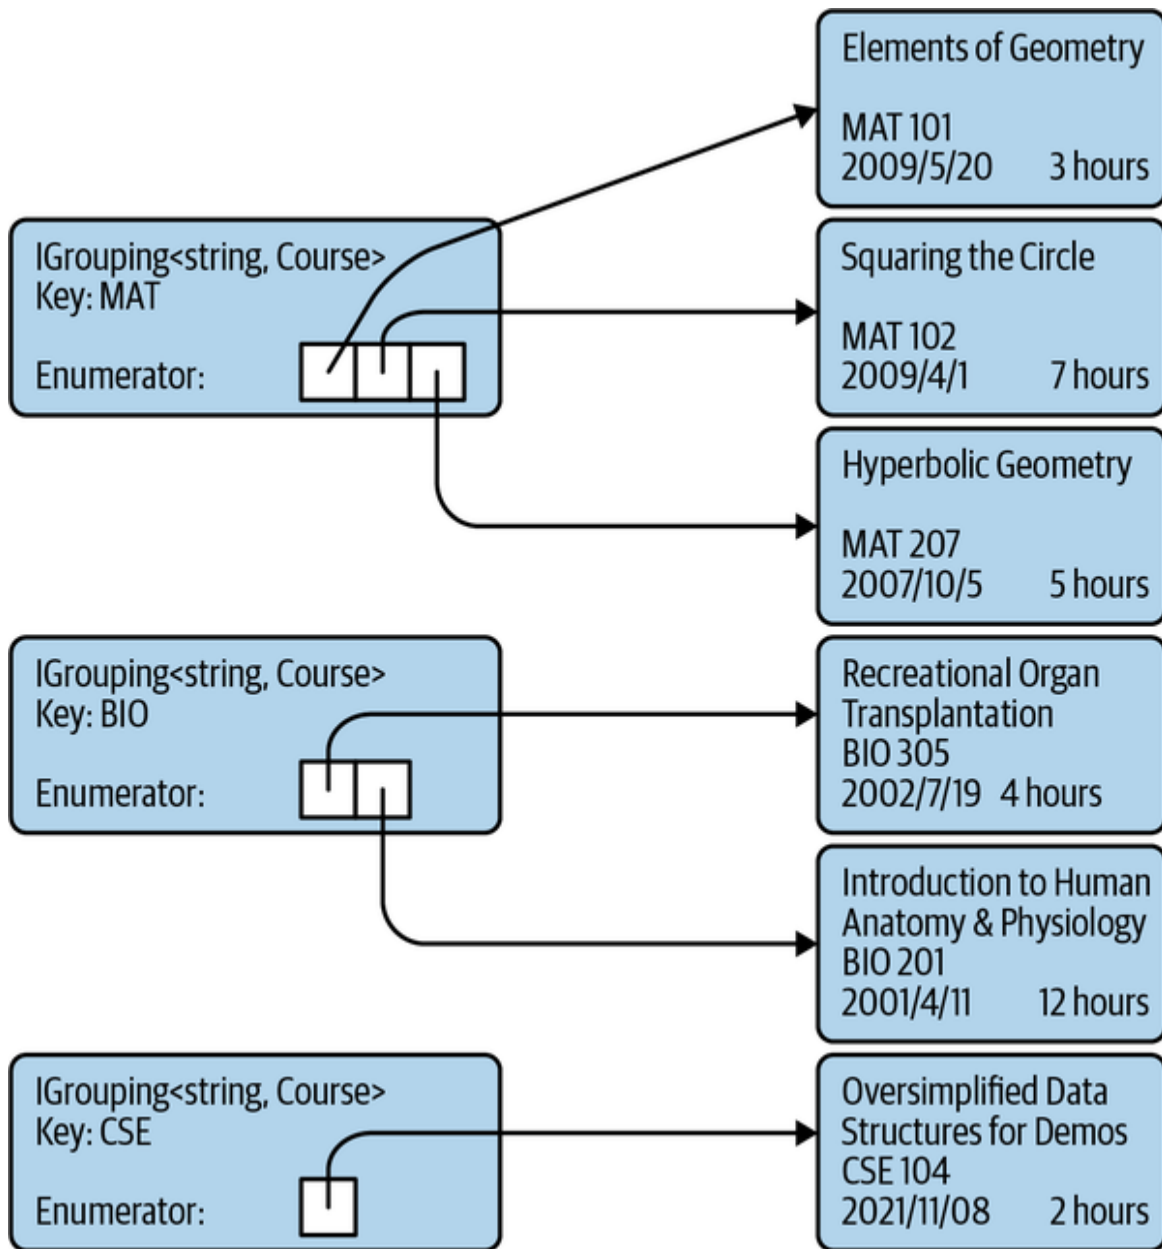 Elements of Geometry
MAT 101
2009/5/20 3 hours
IGrouping<string, Course>
Key: MAT
Enumerator:
Squaring the Circle
MAT 102
2009/4/1 7 hours
Hyperbolic Geometry
MAT 207
2007/10/5 5 hours
IGrouping<string, Course>
Key: BIO
Enumerator:
Recreational Organ
Transplantation
BIO 305
2002/7/19 4 hours
Introduction to Human
Anatomy & Physiology
BIO 201
2001/4/11 12 hours
IGrouping<string, Course>
Key: CSE
Enumerator:
Oversimplified Data
Structures for Demos
CSE 104
2021/11/08 2 hours